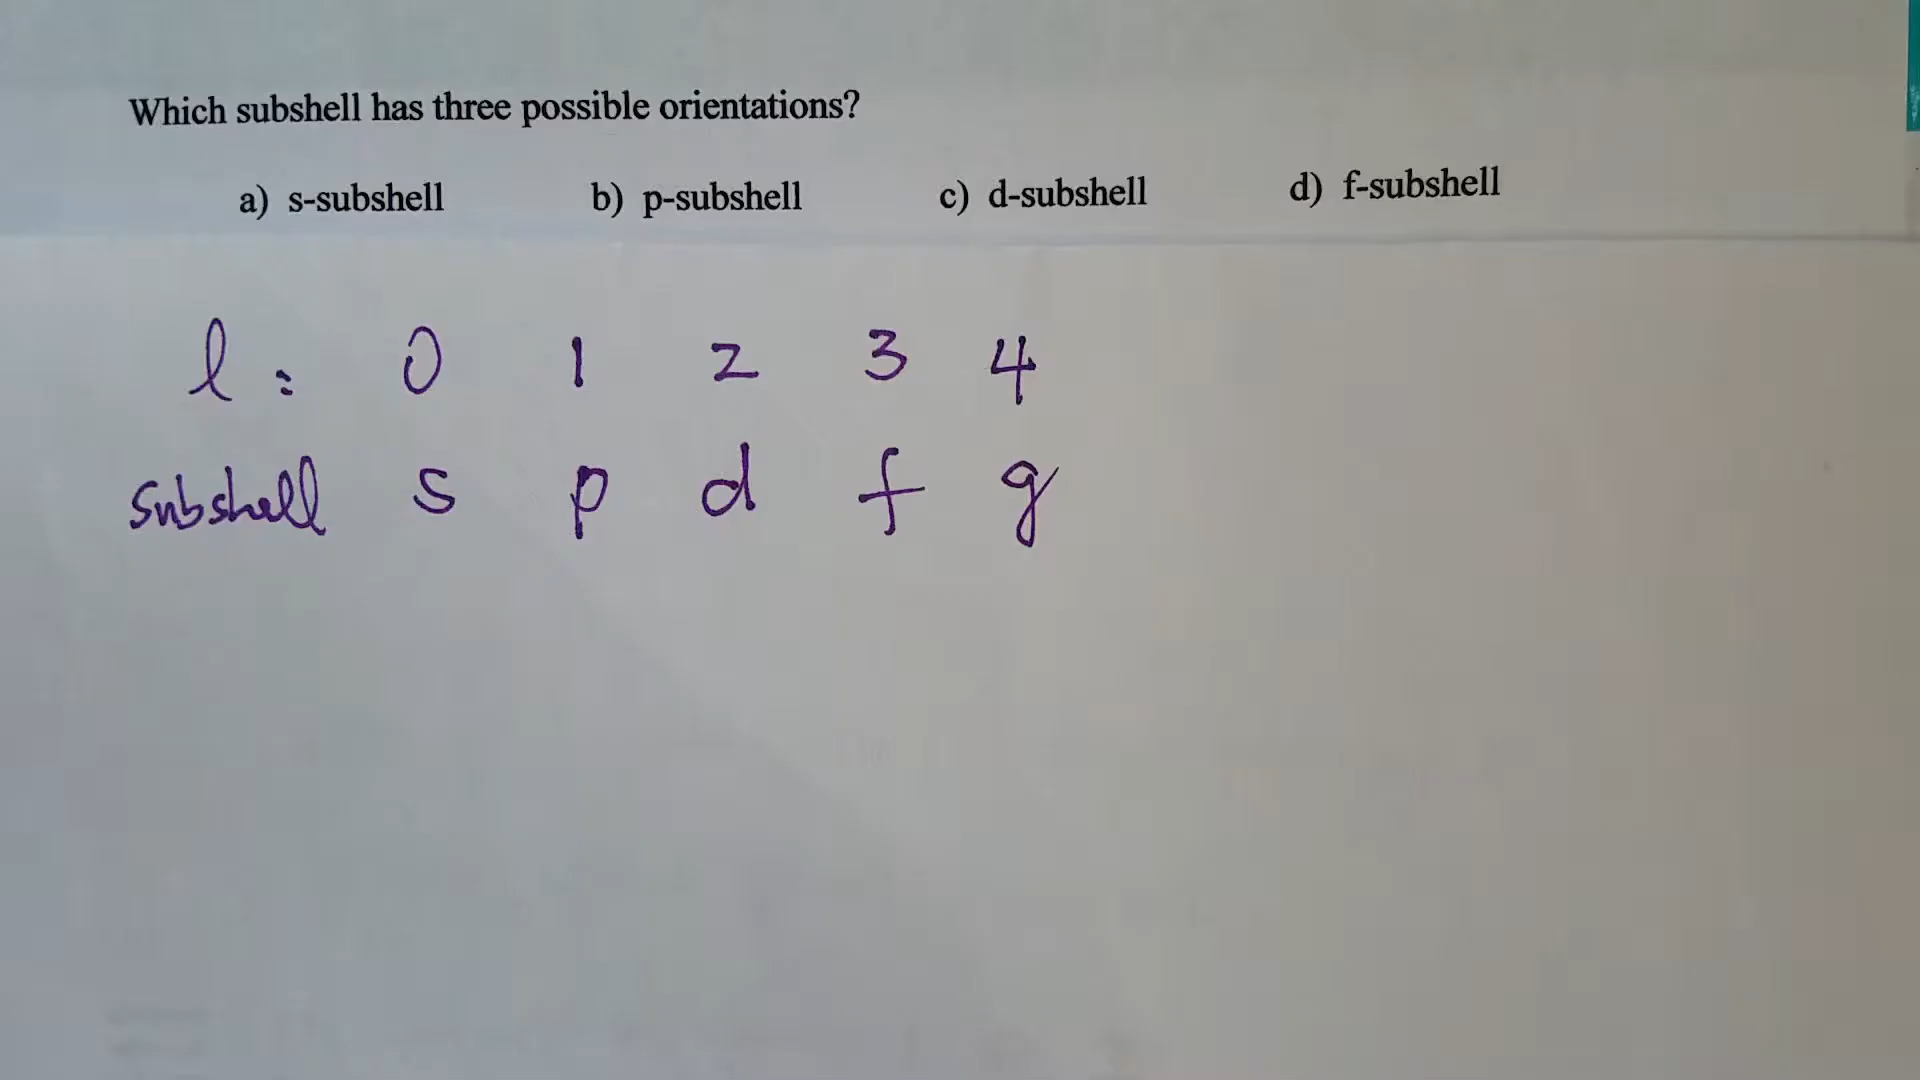 Which subshell has three possible orientations?
a) s-subshell b) p-subshell c) d-subshell d) f-subshell
l = 0 1 2 3 4
Subshell s p d f g